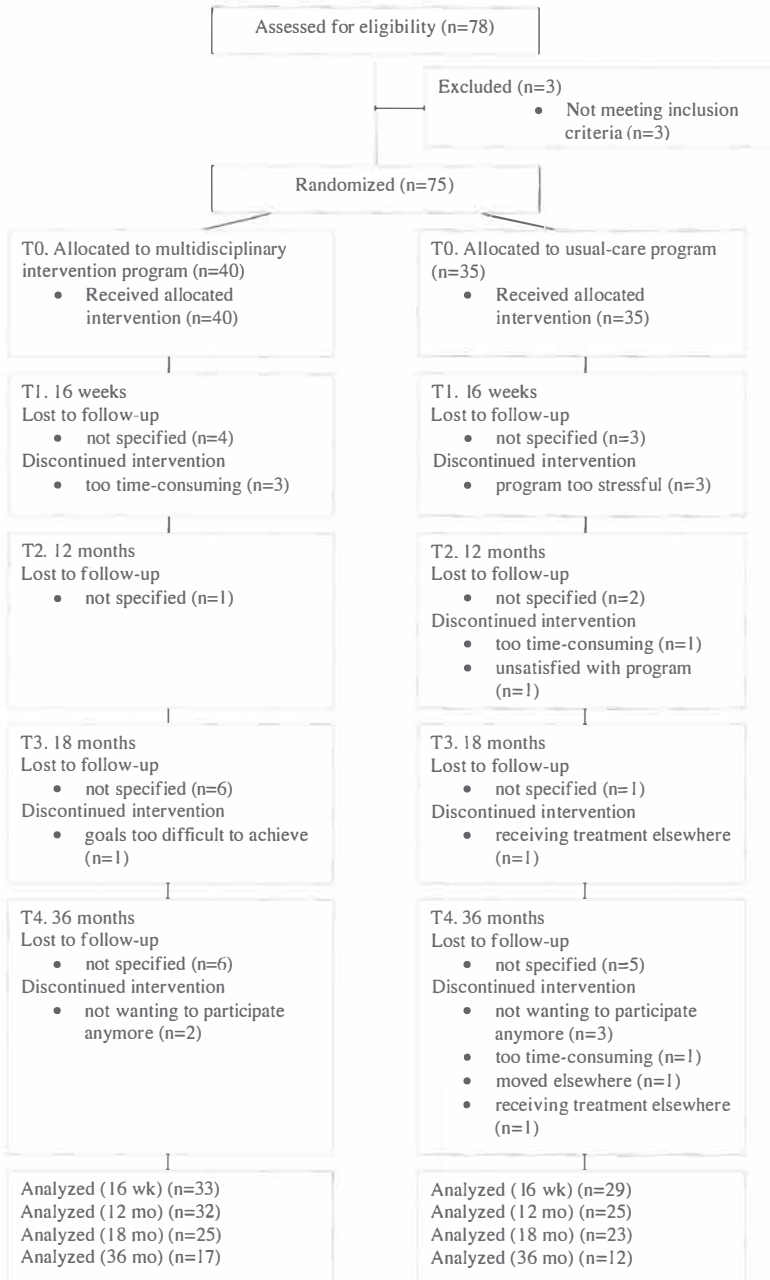 Assessed for eligibility (n=78)
Excluded (n=3)
• Not meeting inclusion
criteria (n=3)
Randomized (n=75)
T0. Allocated to multidisciplinary
intervention program (n=40)
• Received allocated
intervention (n=40)
T0. Allocated to usual-care program
(n=35)
• Received allocated
intervention (n=35)
T1. 16 weeks
Lost to follow-up
• not specified (n=4)
Discontinued intervention
• too time-consuming (n=3)
T1. 16 weeks
Lost to follow-up
• not specified (n=3)
Discontinued intervention
• program too stressful (n=3)
T2. 12 months
Lost to follow-up
• not specified (n=1)
T2. 12 months
Lost to follow-up
• not specified (n=2)
Discontinued intervention
• too time-consuming (n=1)
• unsatisfied with program
(n=1)
T3. 18 months
Lost to follow-up
• not specified (n=6)
Discontinued intervention
• goals too difficult to achieve
(n=1)
T3. 18 months
Lost to follow-up
• not specified (n=1)
Discontinued intervention
• receiving treatment elsewhere
(n=1)
T4. 36 months
Lost to follow-up
• not specified (n=6)
Discontinued intervention
• not wanting to participate
anymore (n=2)
T4. 36 months
Lost to follow-up
• not specified (n=5)
Discontinued intervention
• not wanting to participate
anymore (n=3)
• too time-consuming (n=1)
• moved elsewhere (n=1)
• receiving treatment elsewhere
(n=1)
Analyzed (16 wk) (n=33)
Analyzed (12 mo) (n=32)
Analyzed (18 mo) (n=25)
Analyzed (36 mo) (n=17)
Analyzed (16 wk) (n=29)
Analyzed (12 mo) (n=25)
Analyzed (18 mo) (n=23)
Analyzed (36 mo) (n=12)